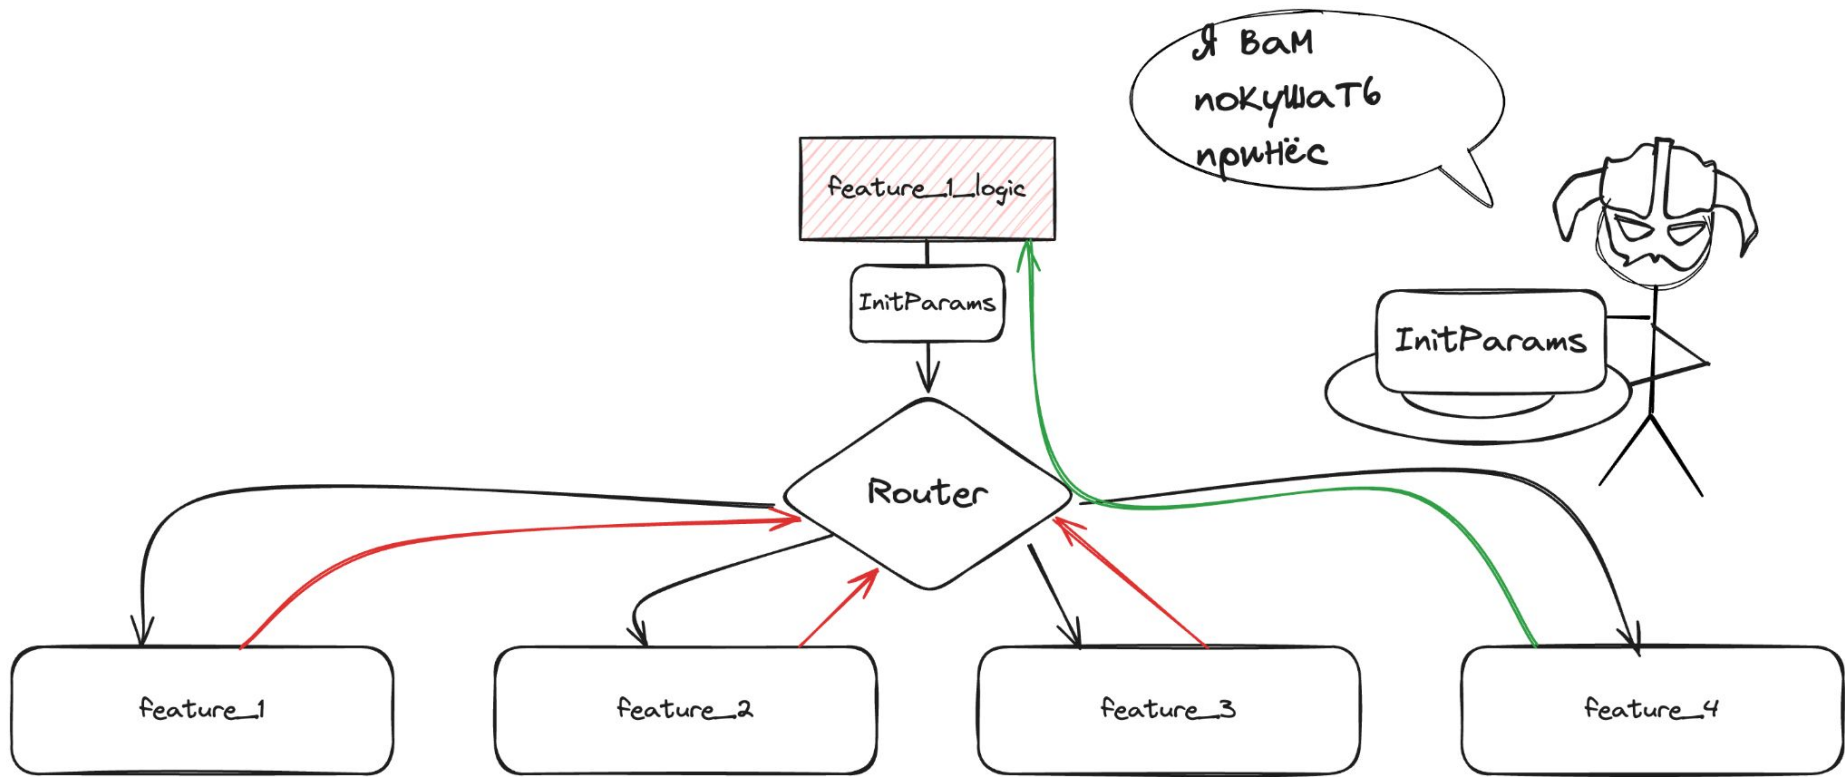 Я вам
покушать
принёс
feature_1_logic
InitParams
InitParams
Router
feature_1
feature_2
feature_3
feature_4